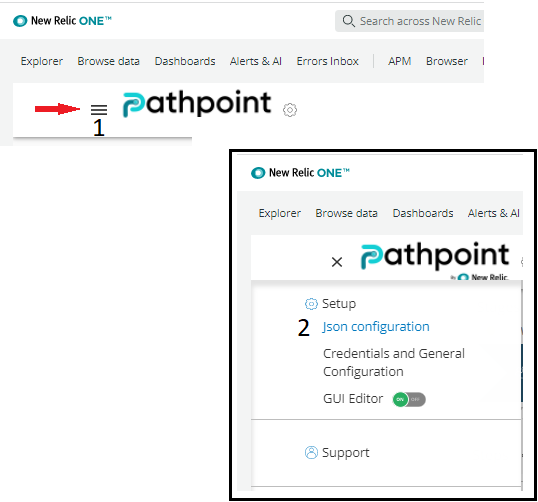 New Relic ONE™
Search across New Relic
Explorer Browse data Dashboards Alerts & AI Errors Inbox APM Browser
Pathpoint
1
New Relic ONE™
Explorer Browse data Dashboards Alerts & AI
Pathpoint
by New Relic
Setup
2 Json configuration
Credentials and General
Configuration
GUI Editor ON OFF
Support